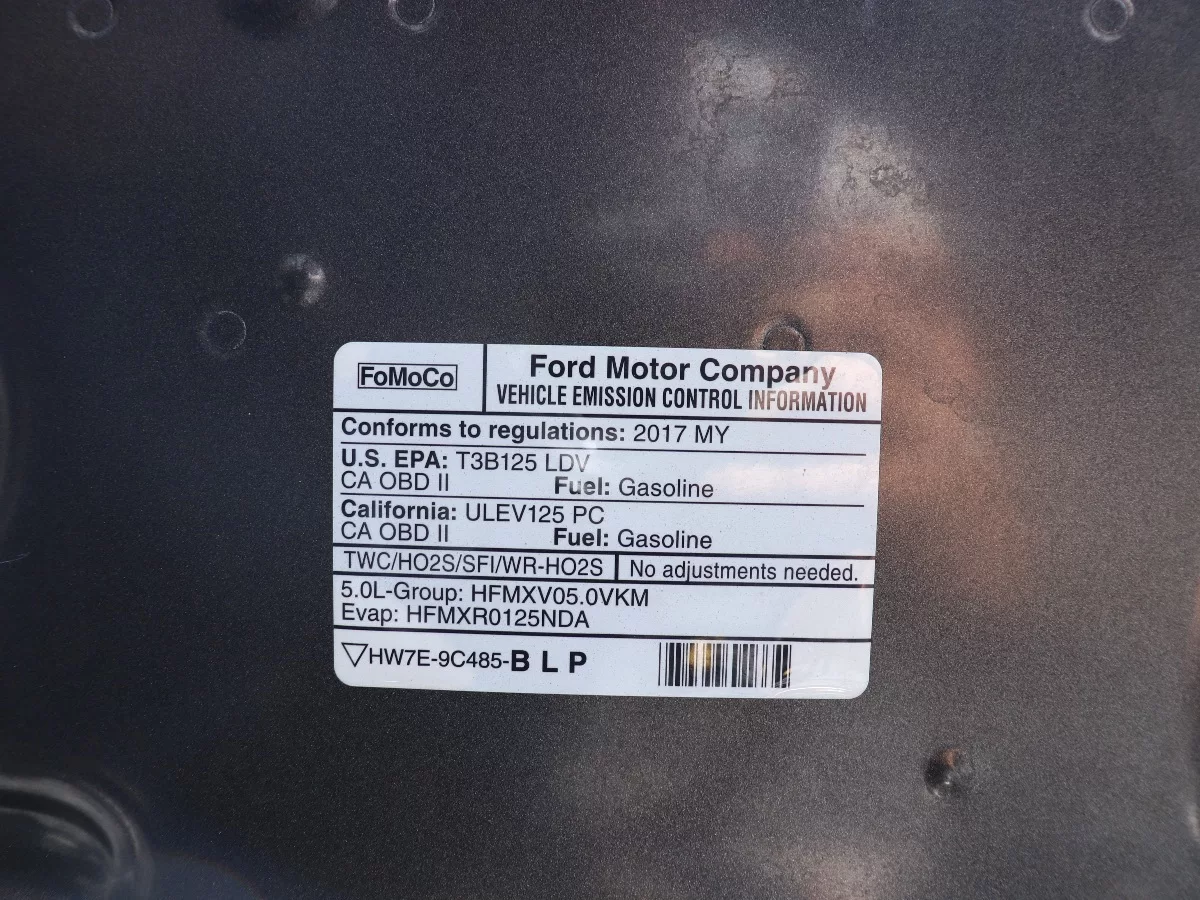 FoMoCo
Ford Motor Company
VEHICLE EMISSION CONTROL INFORMATION
Conforms to regulations: 2017 MY
U.S. EPA: T3B125 LDV
CA OBD II Fuel: Gasoline
California: ULEV125 PC
CA OBD II Fuel: Gasoline
TWC/HO2S/SFI/WR-HO2S No adjustments needed.
5.0L-Group: HFMXV05.0VKM
Evap: HFMXR0125NDA
▽HW7E-9C485-B L P